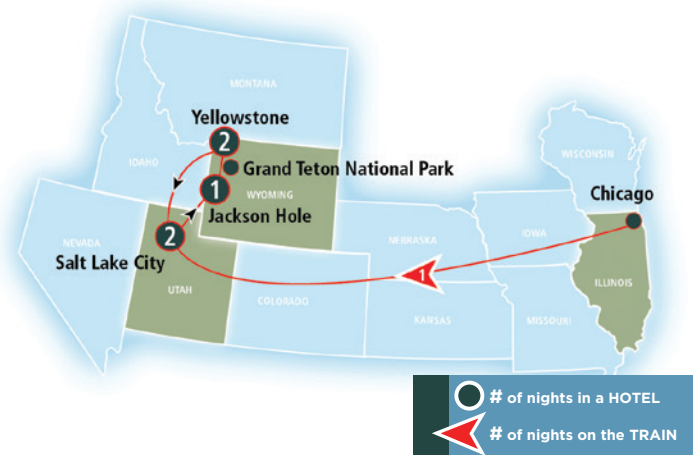 MONTANA
Yellowstone
2
WISCONSIN
IDAHO
Grand Teton National Park
1
WYOMING
Chicago
Jackson Hole
2
NEVADA
NEBRASKA
IOWA
Salt Lake City
1
UTAH
ILLINOIS
COLORADO
KANSAS
MISSOURI
# of nights in a HOTEL
# of nights on the TRAIN